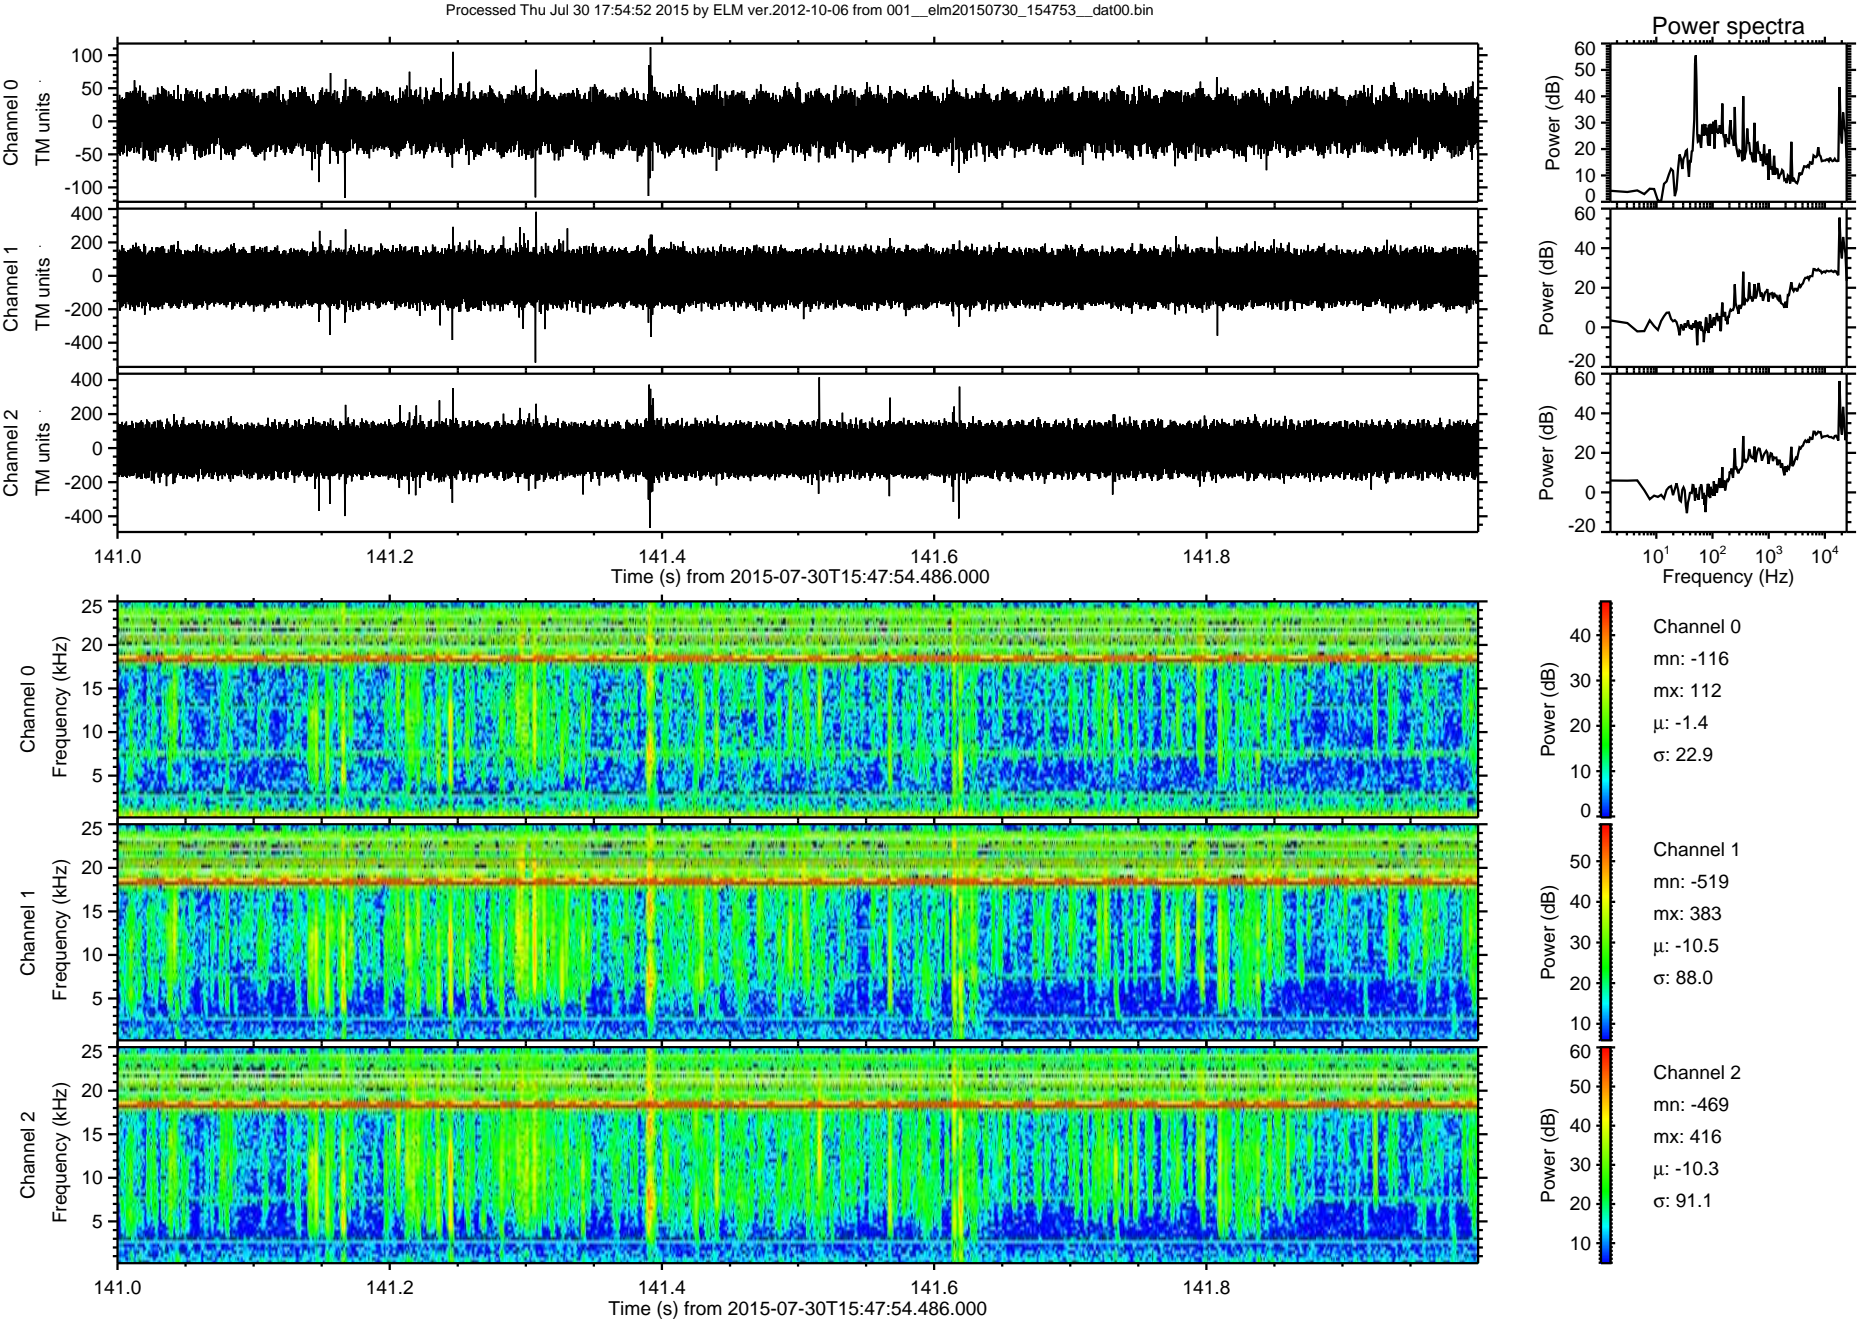 Processed Thu Jul 30 17:54:52 2015 by ELM ver.2012-10-06 from 001__elm20150730_154753__dat00.bin
Power spectra
Channel 0
TM units
100
50
0
-50
-100
Power (dB)
60
50
40
30
20
10
0
Channel 1
TM units
400
200
0
-200
-400
Power (dB)
60
40
20
0
-20
Channel 2
TM units
400
200
0
-200
-400
Power (dB)
60
40
20
0
-20
141.0
141.2
141.4
141.6
141.8
Time (s) from 2015-07-30T15:47:54.486.000
10^1
10^2
10^3
10^4
Frequency (Hz)
Channel 0
Frequency (kHz)
25
20
15
10
5
Power (dB)
40
30
20
10
0
Channel 0
mn: -116
mx: 112
μ: -1.4
σ: 22.9
Channel 1
Frequency (kHz)
25
20
15
10
5
Power (dB)
50
40
30
20
10
Channel 1
mn: -519
mx: 383
μ: -10.5
σ: 88.0
Channel 2
Frequency (kHz)
25
20
15
10
5
Power (dB)
60
50
40
30
20
10
Channel 2
mn: -469
mx: 416
μ: -10.3
σ: 91.1
141.0
141.2
141.4
141.6
141.8
Time (s) from 2015-07-30T15:47:54.486.000